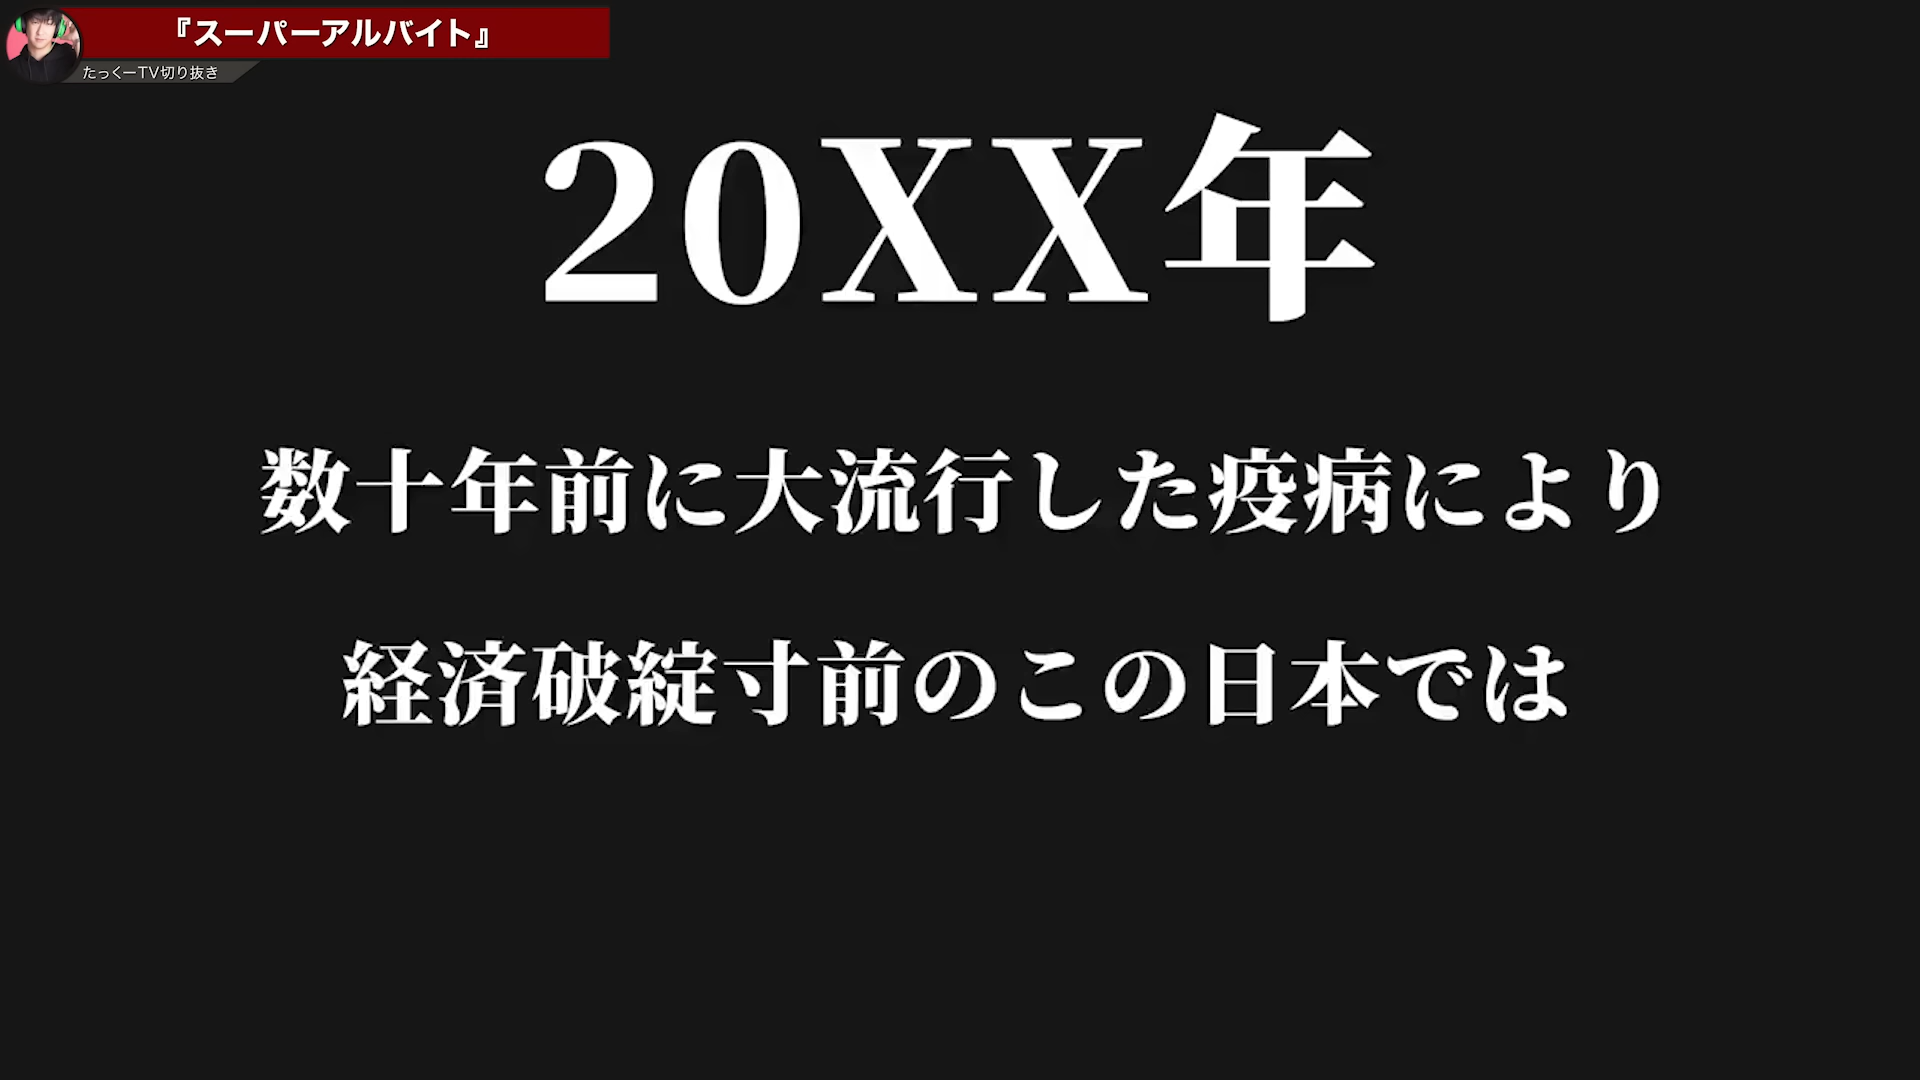 『スーパーアルバイト』
たっくーTV切り抜き
20XX年
数十年前に大流行した疫病により
経済破綻寸前のこの日本では